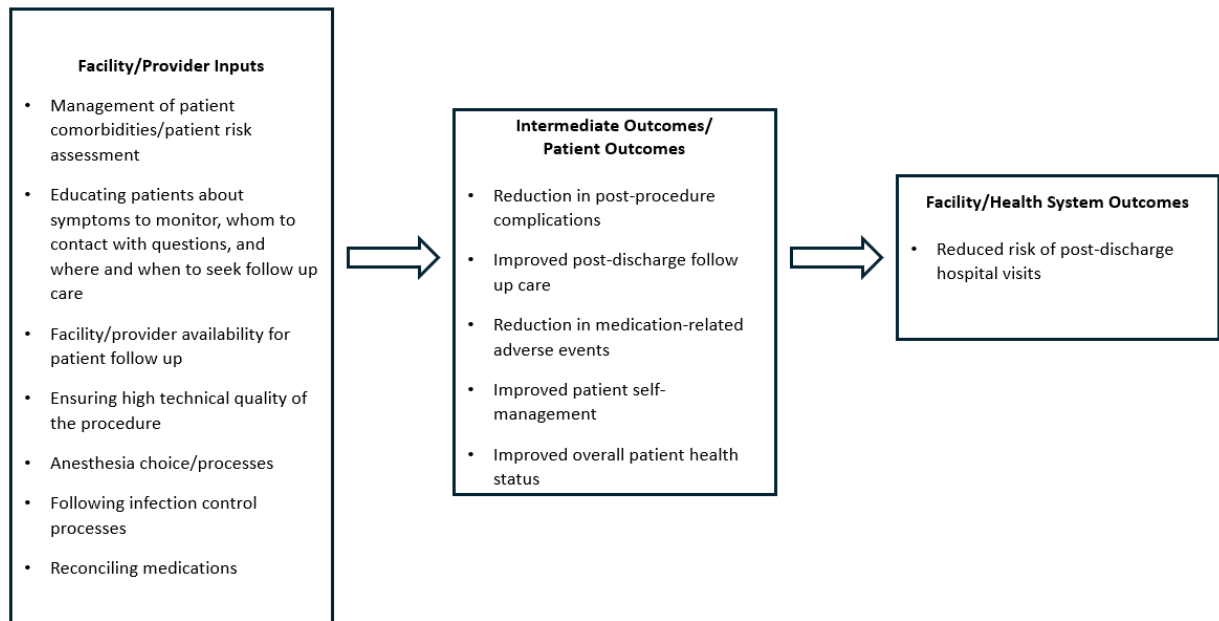 Facility/Provider Inputs
• Management of patient
comorbidities/patient risk
assessment
• Educating patients about
symptoms to monitor, whom to
contact with questions, and
where and when to seek follow up
care
• Facility/provider availability for
patient follow up
• Ensuring high technical quality of
the procedure
• Anesthesia choice/processes
• Following infection control
processes
• Reconciling medications
Intermediate Outcomes/
Patient Outcomes
• Reduction in post-procedure
complications
• Improved post-discharge follow
up care
• Reduction in medication-related
adverse events
• Improved patient self-
management
• Improved overall patient health
status
Facility/Health System Outcomes
• Reduced risk of post-discharge
hospital visits